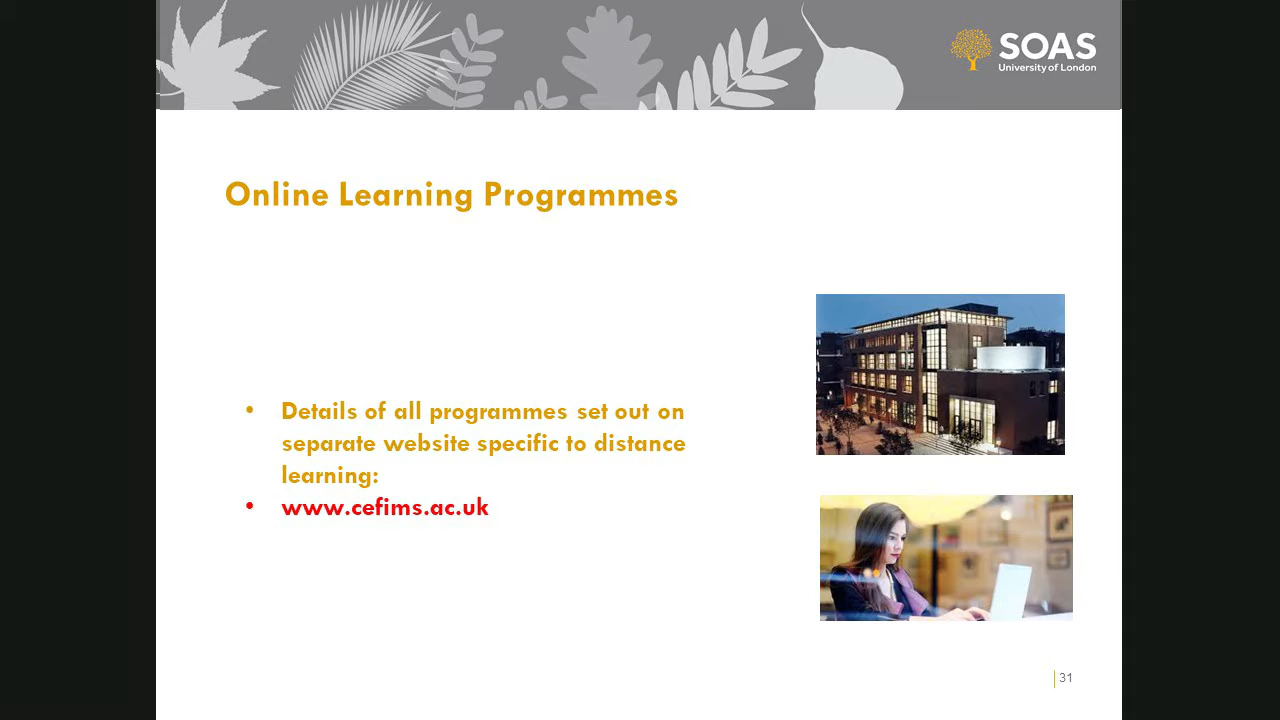 SOAS
University of London
Online Learning Programmes
• Details of all programmes set out on
separate website specific to distance
learning:
• www.cefims.ac.uk
31